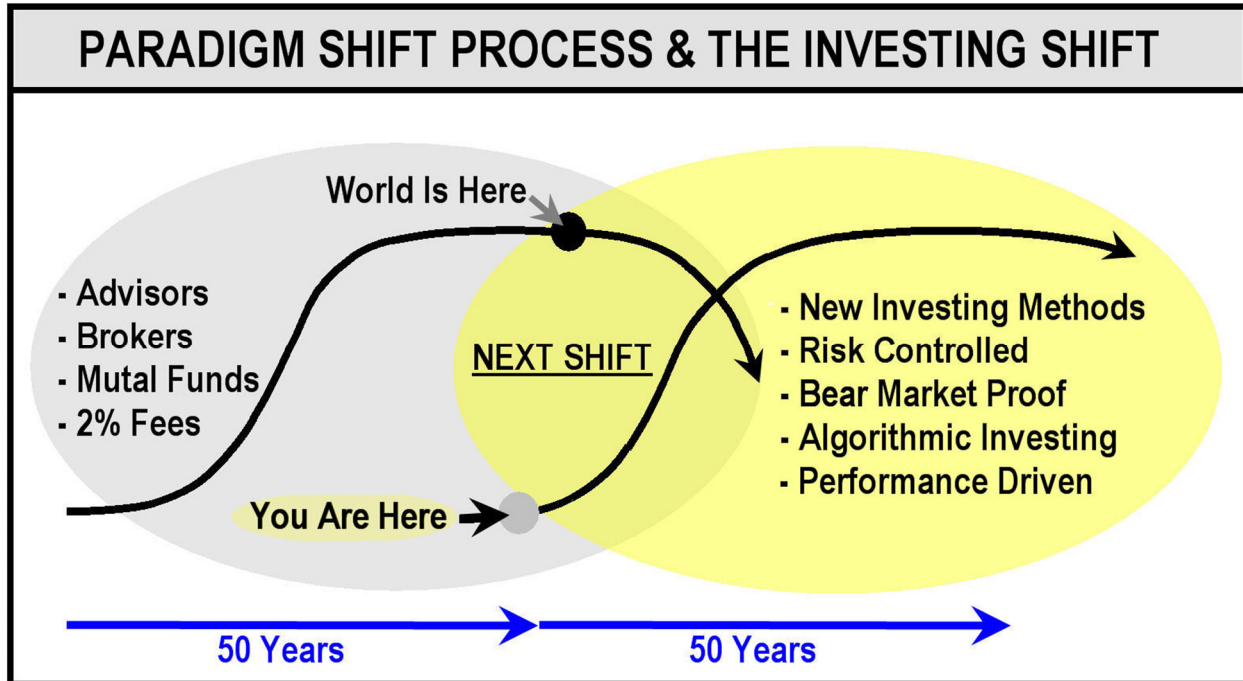 PARADIGM SHIFT PROCESS & THE INVESTING SHIFT
World Is Here
- Advisors
- Brokers
- Mutal Funds
- 2% Fees
NEXT SHIFT
- New Investing Methods
- Risk Controlled
- Bear Market Proof
- Algorithmic Investing
- Performance Driven
You Are Here
50 Years
50 Years